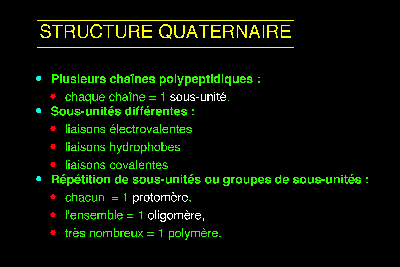 STRUCTURE QUATERNAIRE
Plusieurs chaînes polypeptidiques :
chaque chaîne = 1 sous-unité.
Sous-unités différentes :
liaisons électrovalentes
liaisons hydrophobes
liaisons covalentes
Répétition de sous-unités ou groupes de sous-unités :
chacun = 1 protomère.
l'ensemble = 1 oligomère,
très nombreux = 1 polymère.